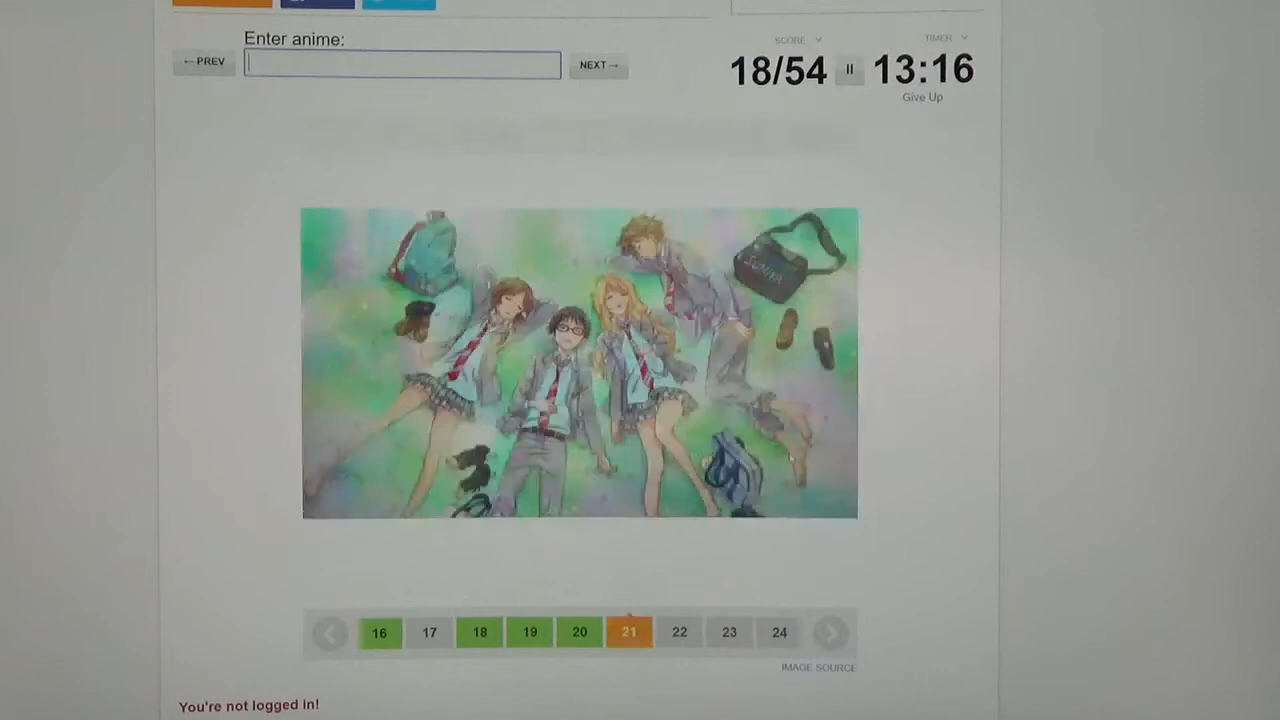 Enter anime:
← PREV
NEXT →
SCORE
18/54
TIMER
13:16
Give Up
SUMIYA
16 17 18 19 20 21 22 23 24
IMAGE SOURCE
You're not logged in!